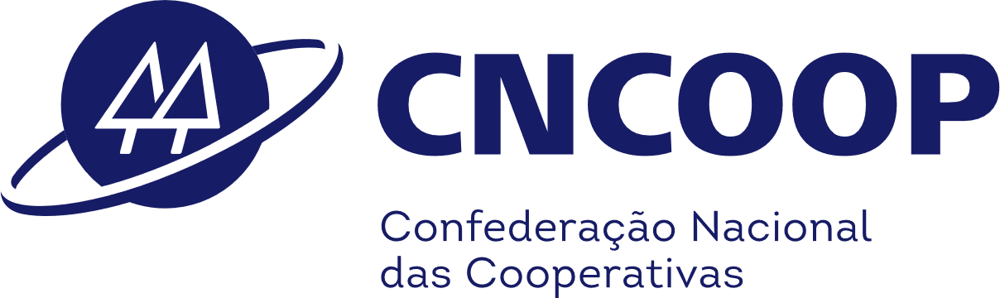 CNCOOP
Confederação Nacional
das Cooperativas